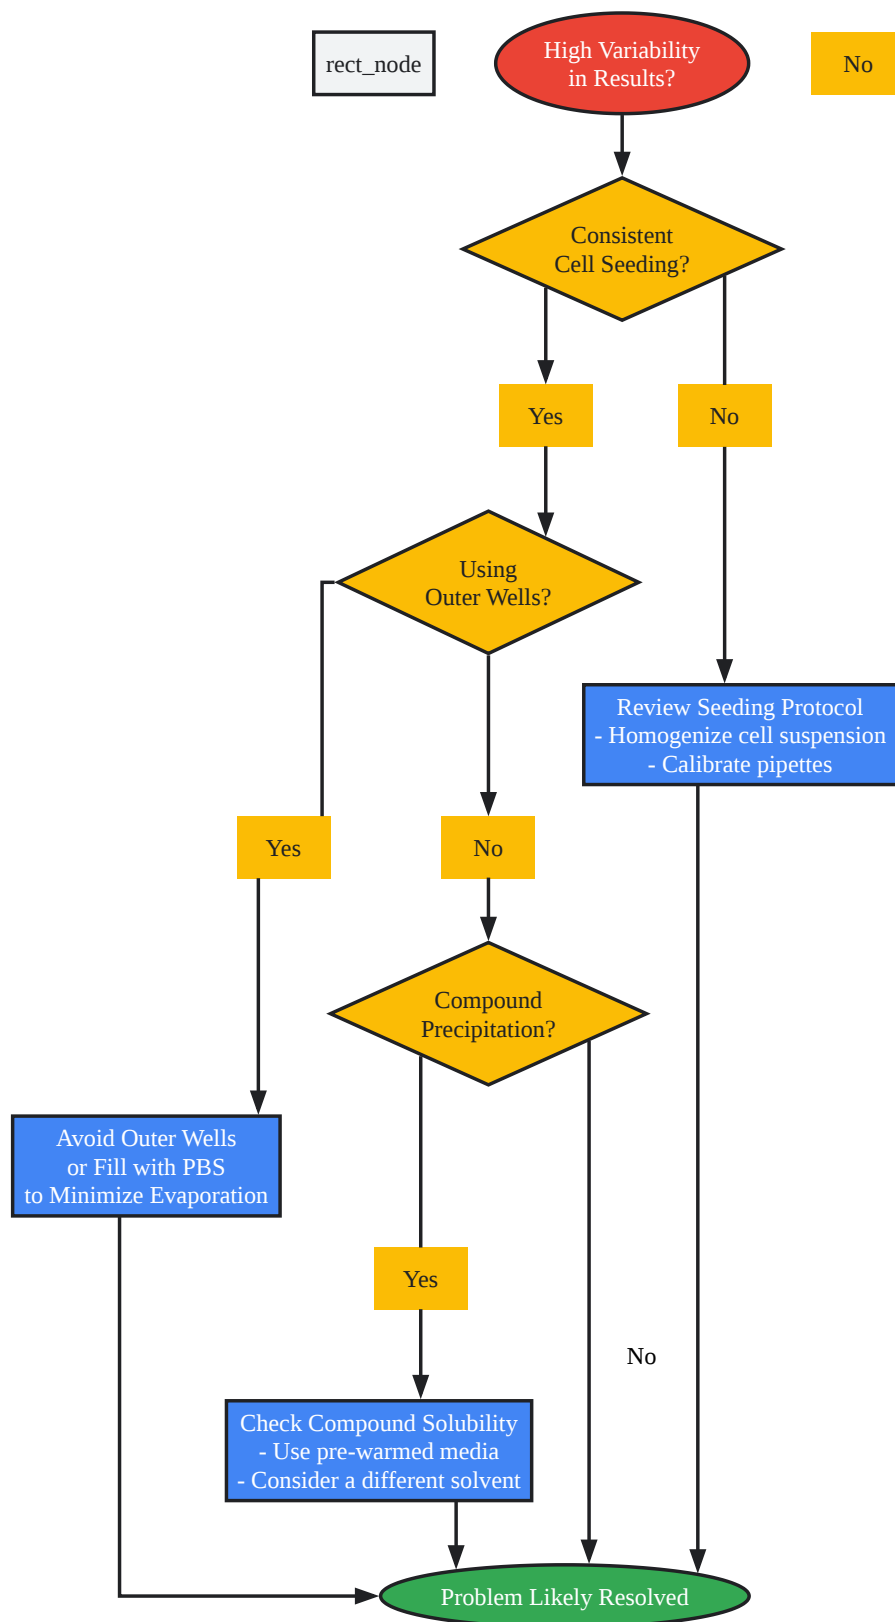 rect_node
High Variability
in Results?
No
Consistent
Cell Seeding?
Yes
No
Using
Outer Wells?
Review Seeding Protocol
- Homogenize cell suspension
- Calibrate pipettes
Yes
No
Compound
Precipitation?
Avoid Outer Wells
or Fill with PBS
to Minimize Evaporation
Yes
No
Check Compound Solubility
- Use pre-warmed media
- Consider a different solvent
Problem Likely Resolved